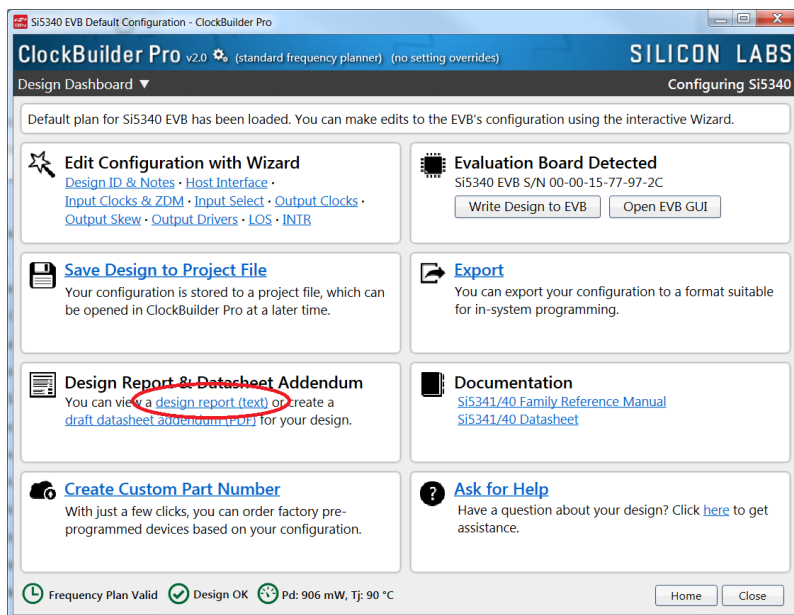 Si5340 EVB Default Configuration - ClockBuilder Pro
ClockBuilder Pro v2.0 (standard frequency planner) (no setting overrides) SILICON LABS
Design Dashboard ▼ Configuring Si5340
Default plan for Si5340 EVB has been loaded. You can make edits to the EVB's configuration using the interactive Wizard.
Edit Configuration with Wizard
Design ID & Notes · Host Interface ·
Input Clocks & ZDM · Input Select · Output Clocks ·
Output Skew · Output Drivers · LOS · INTR
Evaluation Board Detected
Si5340 EVB S/N 00-00-15-77-97-2C
Write Design to EVB Open EVB GUI
Save Design to Project File
Your configuration is stored to a project file, which can
be opened in ClockBuilder Pro at a later time.
Export
You can export your configuration to a format suitable
for in-system programming.
Design Report & Datasheet Addendum
You can view a design report (text) or create a
draft datasheet addendum (PDF) for your design.
Documentation
Si5341/40 Family Reference Manual
Si5341/40 Datasheet
Create Custom Part Number
With just a few clicks, you can order factory pre-
programmed devices based on your configuration.
Ask for Help
Have a question about your design? Click here to get
assistance.
Frequency Plan Valid Design OK Pd: 906 mW, Tj: 90 °C Home Close